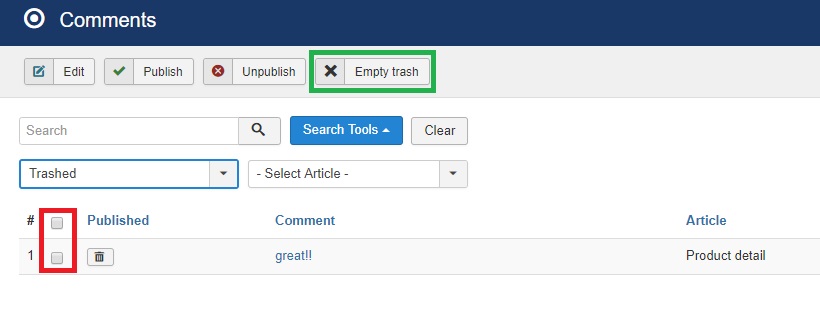 Comments
Edit Publish Unpublish Empty trash
Search Search Tools Clear
Trashed - Select Article -
# Published Comment Article
1 great!! Product detail